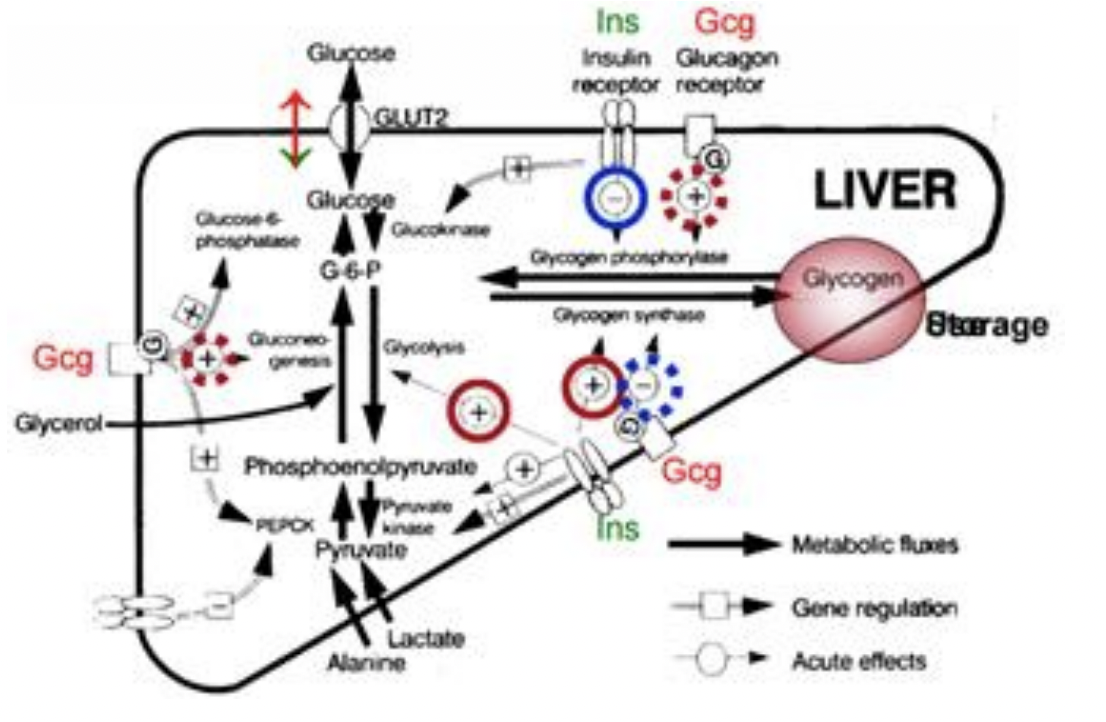 Ins
Gcg
Glucose
Insulin
receptor
Glucagon
receptor
GLUT2
G
LIVER
+
−
+
Glucose
Glucokinase
Glucose-6-
phosphatase
Glycogen phosphorylase
G-6-P
Glycogen
+
Glycogen synthase
Storage
G
Gcg
+
Gluconeo-
genesis
Glycolysis
+
+
−
Glycerol
G
+
Phosphoenolpyruvate
+
Gcg
Pyruvate
kinase
+
PEPCK
Ins
Pyruvate
Metabolic fluxes
−
Gene regulation
Lactate
Alanine
Acute effects